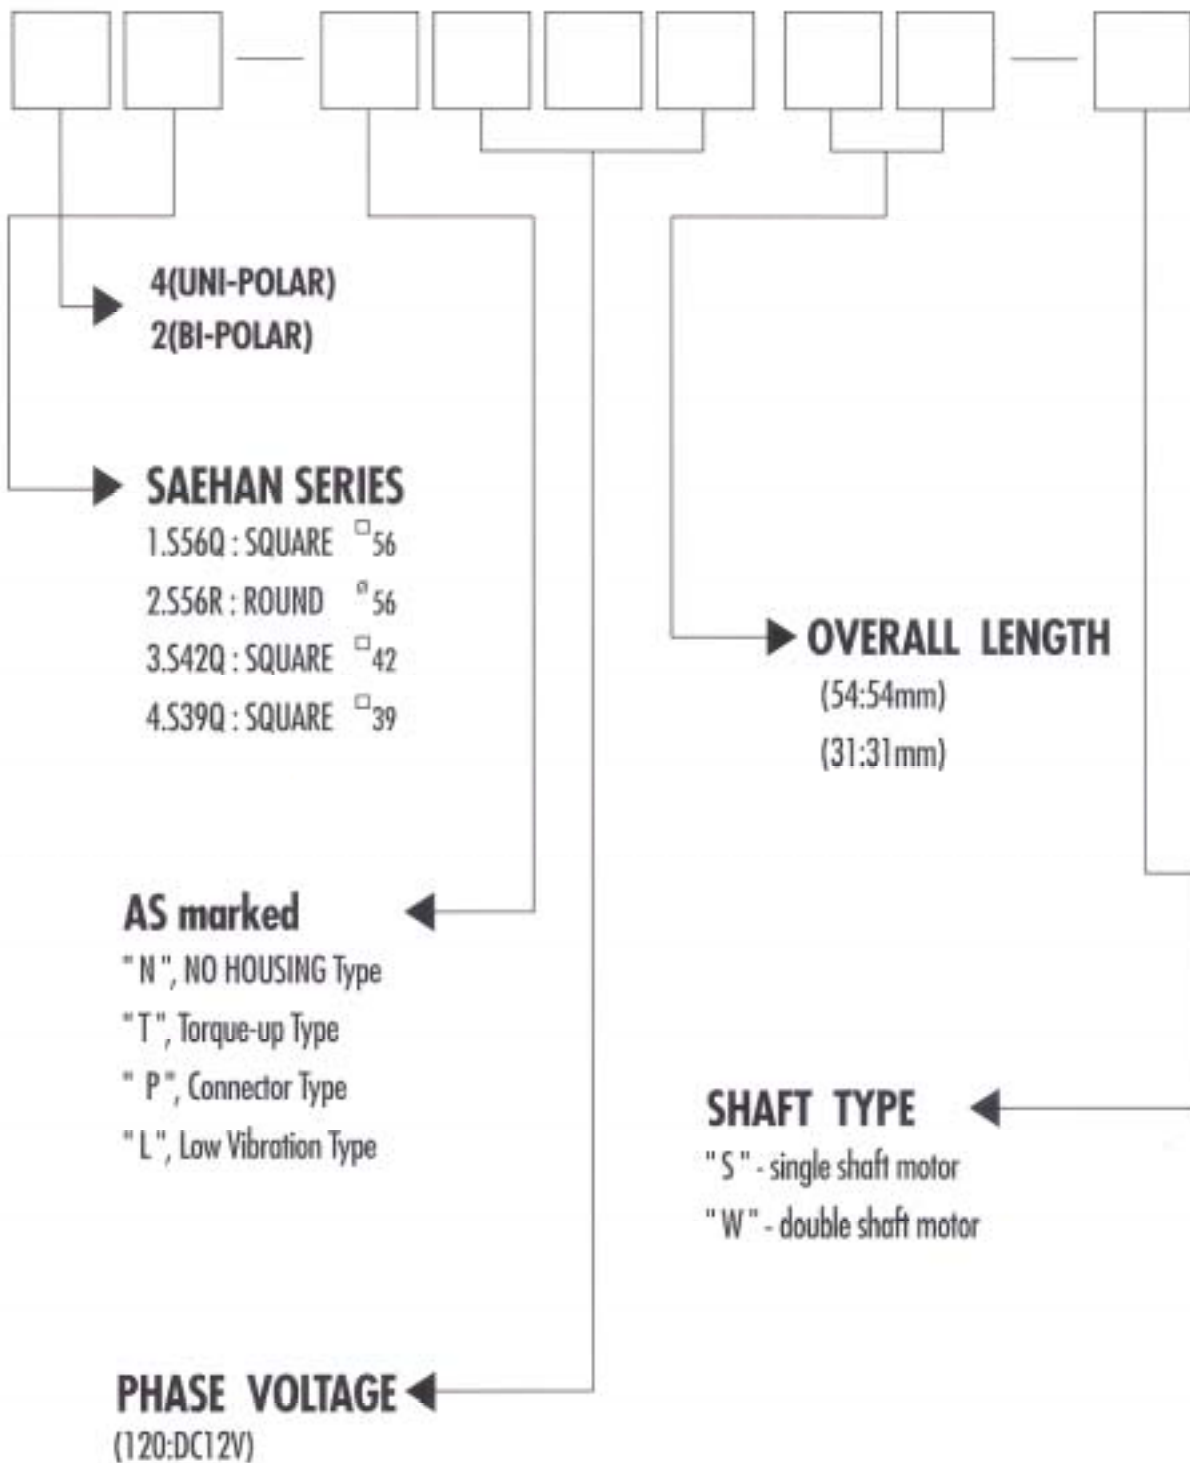 4(UNI-POLAR)
2(BI-POLAR)
SAEHAN SERIES
1.S56Q : SQUARE □56
2.S56R : ROUND ø56
3.S42Q : SQUARE □42
4.S39Q : SQUARE □39
OVERALL LENGTH
(54:54mm)
(31:31mm)
AS marked
" N ", NO HOUSING Type
" T ", Torque-up Type
" P ", Connector Type
" L ", Low Vibration Type
SHAFT TYPE
" S " - single shaft motor
" W " - double shaft motor
PHASE VOLTAGE
(120:DC12V)